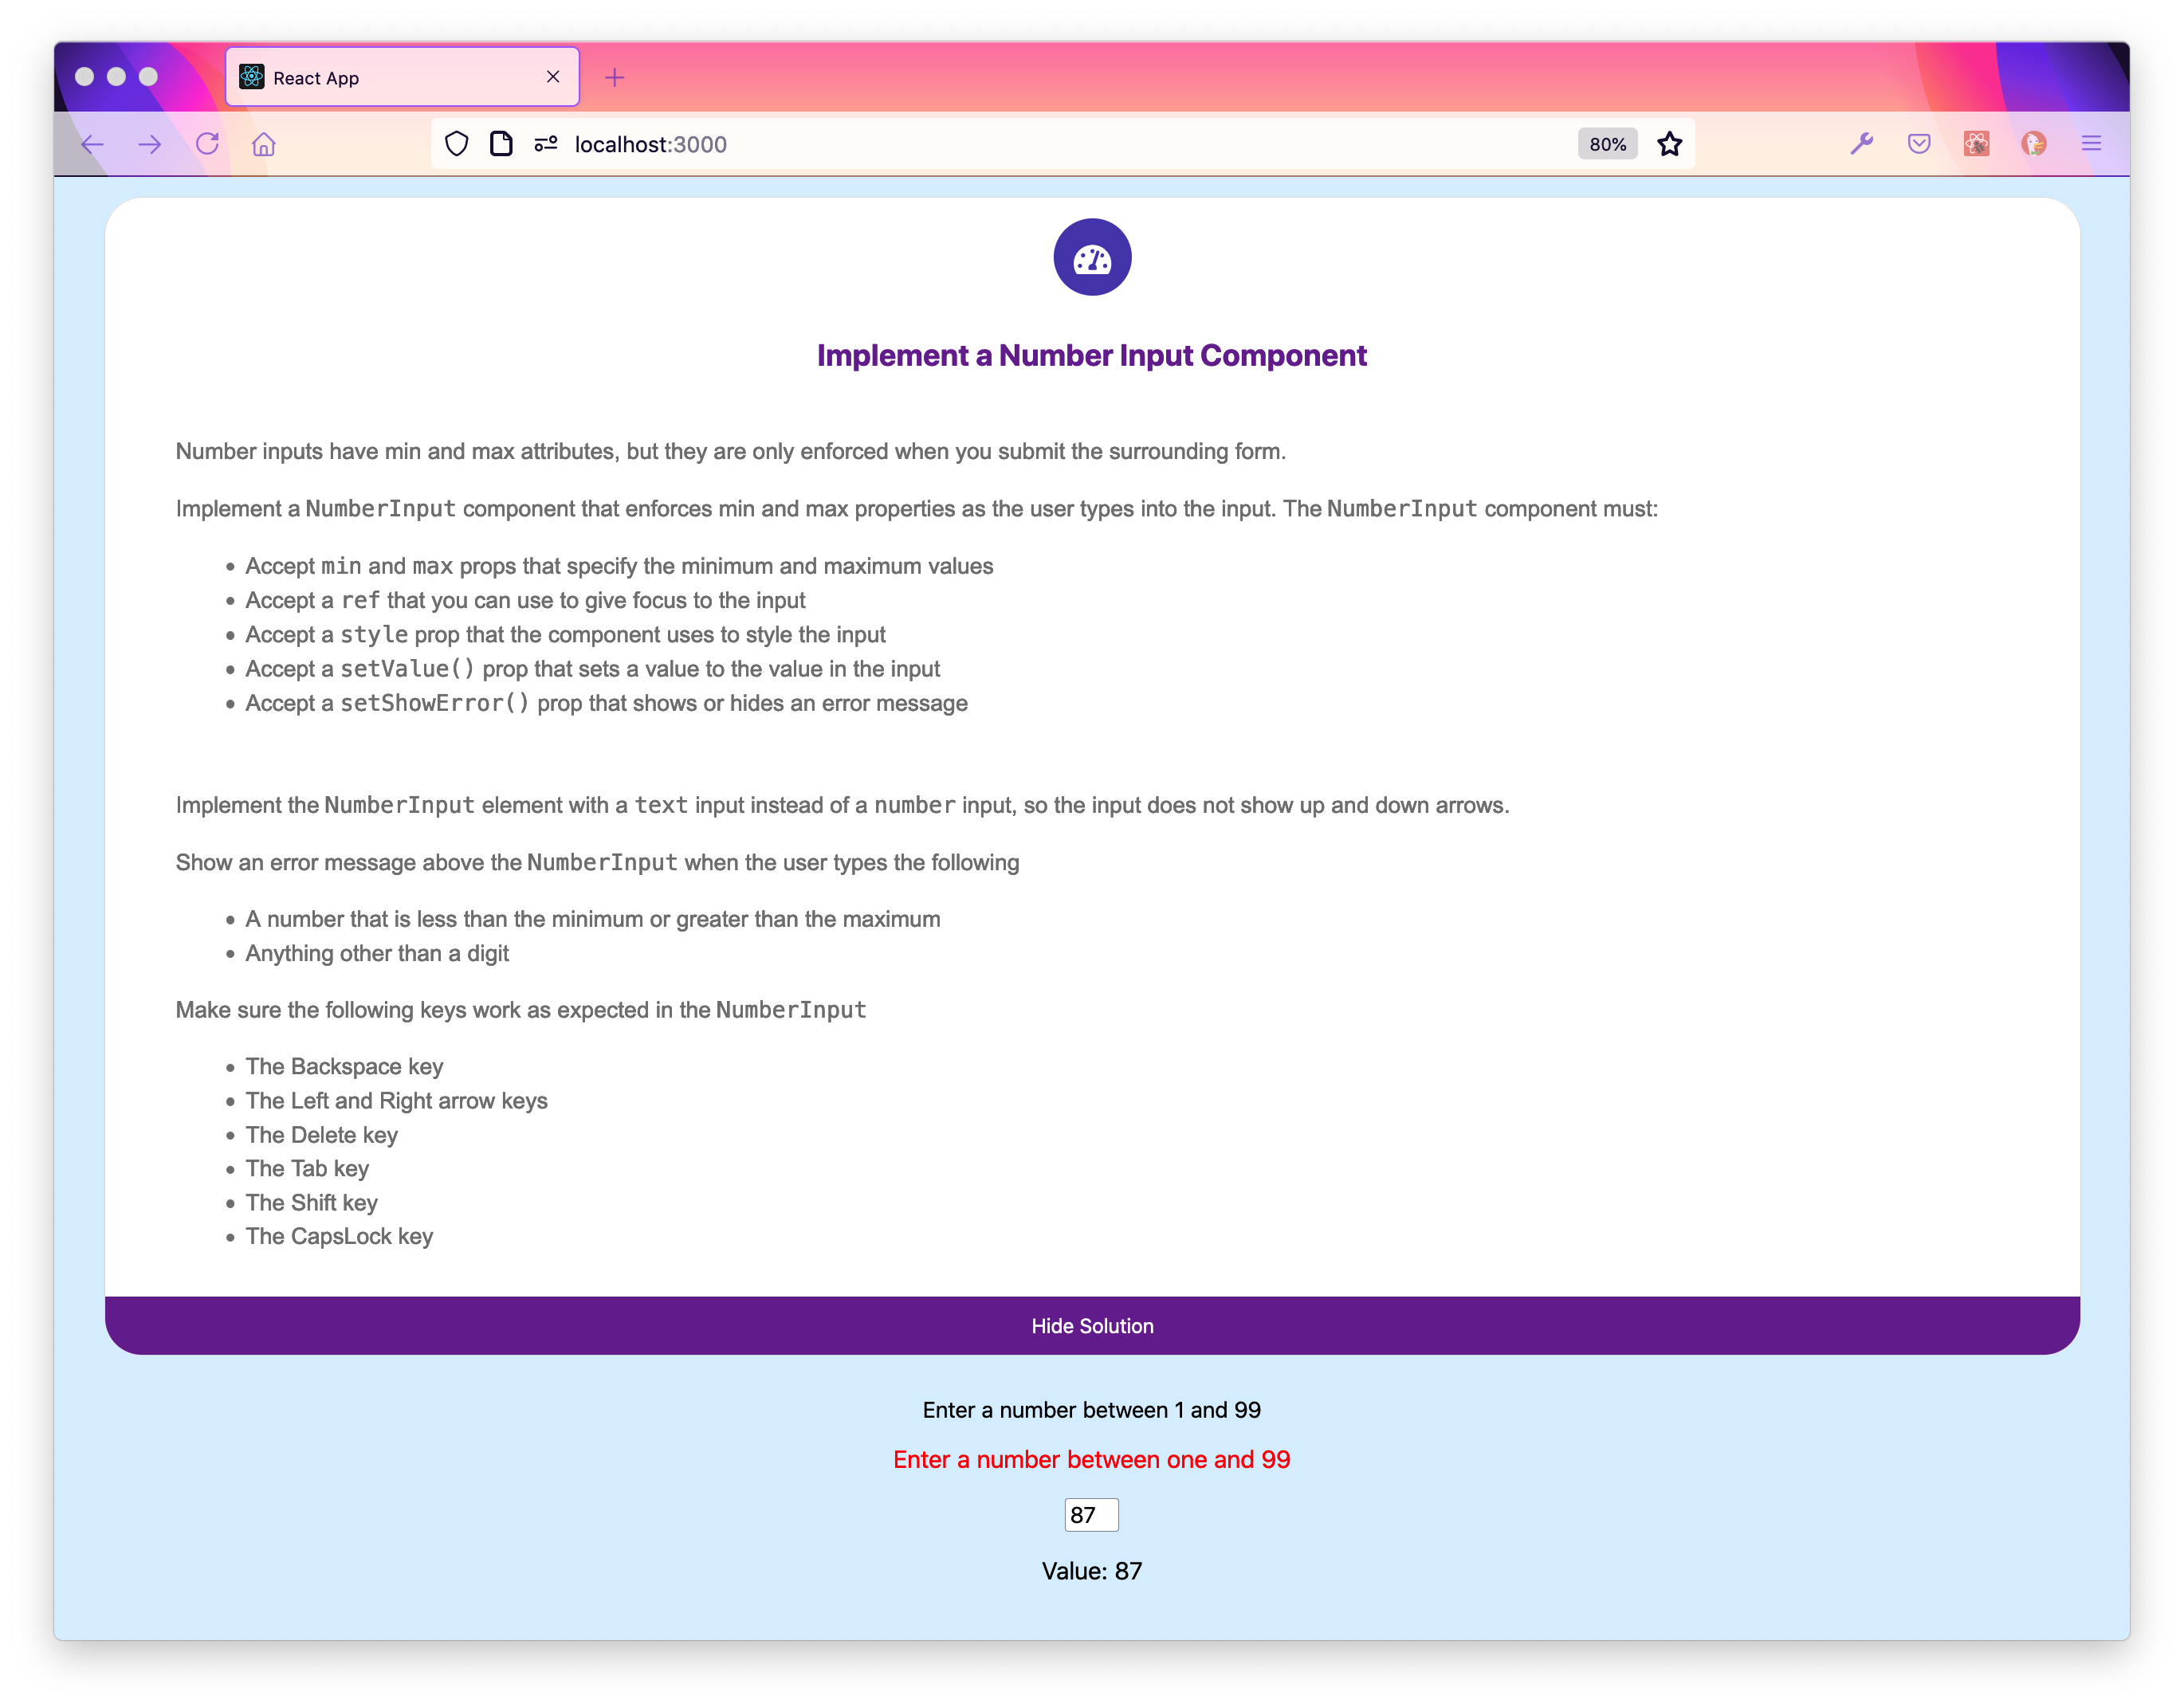 React App
localhost:3000
80%
Implement a Number Input Component
Number inputs have min and max attributes, but they are only enforced when you submit the surrounding form.
Implement a NumberInput component that enforces min and max properties as the user types into the input. The NumberInput component must:
• Accept min and max props that specify the minimum and maximum values
• Accept a ref that you can use to give focus to the input
• Accept a style prop that the component uses to style the input
• Accept a setValue() prop that sets a value to the value in the input
• Accept a setShowError() prop that shows or hides an error message
Implement the NumberInput element with a text input instead of a number input, so the input does not show up and down arrows.
Show an error message above the NumberInput when the user types the following
• A number that is less than the minimum or greater than the maximum
• Anything other than a digit
Make sure the following keys work as expected in the NumberInput
• The Backspace key
• The Left and Right arrow keys
• The Delete key
• The Tab key
• The Shift key
• The CapsLock key
Hide Solution
Enter a number between 1 and 99
Enter a number between one and 99
87
Value: 87